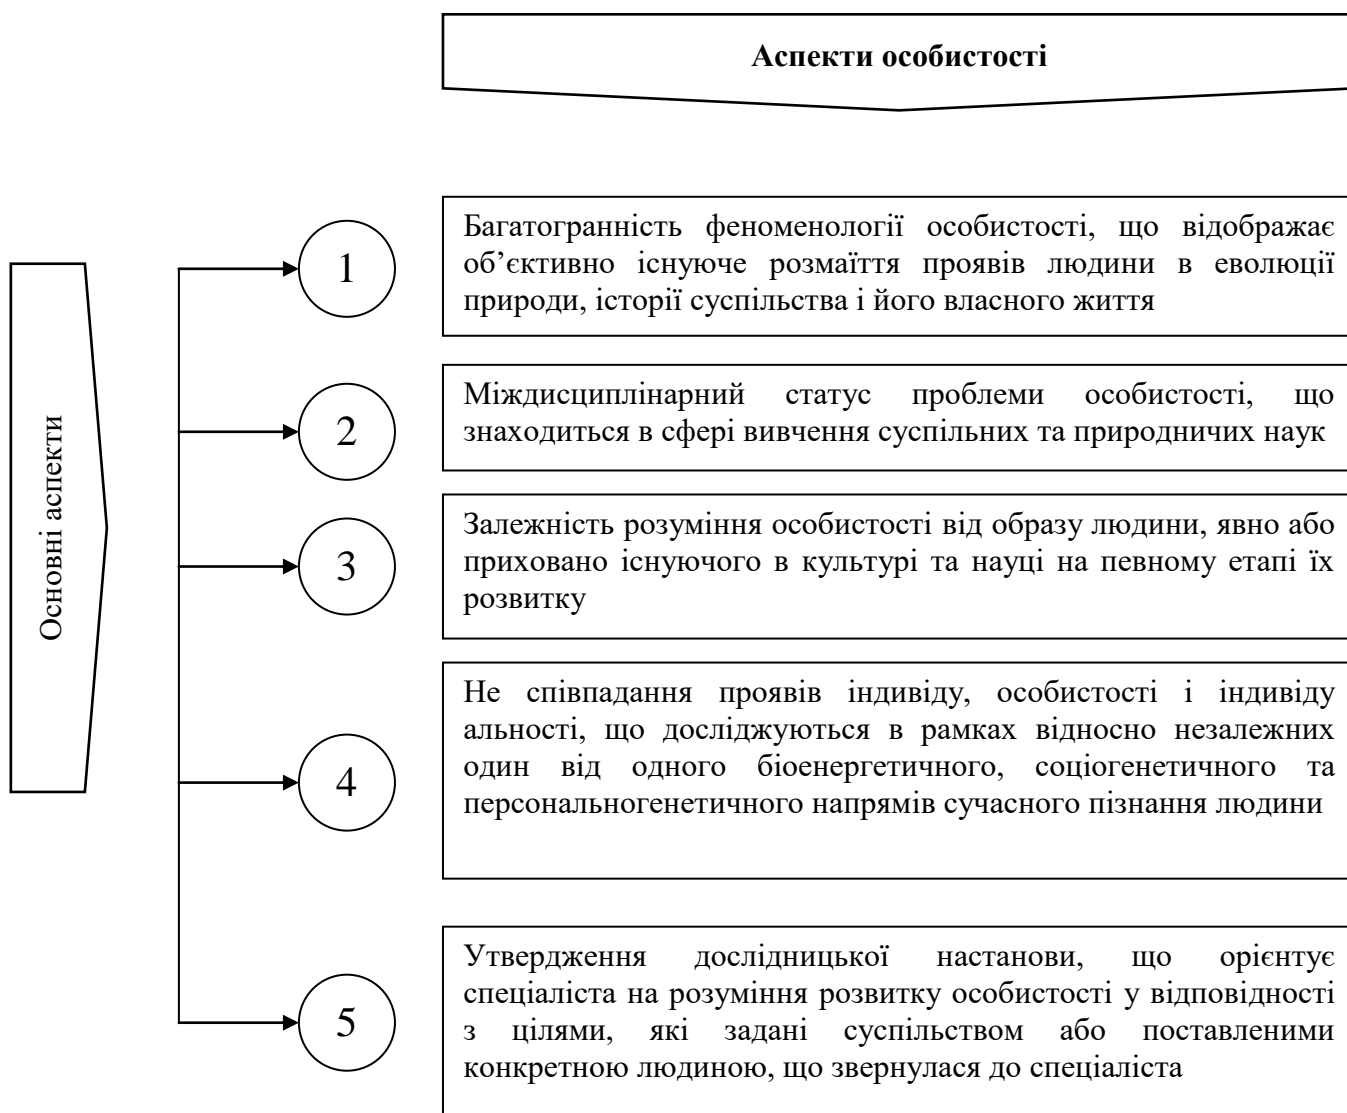 Аспекти особистості
Основні аспекти
1
Багатогранність феноменології особистості, що відображає
об’єктивно існуюче розмаїття проявів людини в еволюції
природи, історії суспільства і його власного життя
2
Міждисциплінарний статус проблеми особистості, що
знаходиться в сфері вивчення суспільних та природничих наук
3
Залежність розуміння особистості від образу людини, явно або
приховано існуючого в культурі та науці на певному етапі їх
розвитку
4
Не співпадання проявів індивіду, особистості і індивіду
альності, що досліджуються в рамках відносно незалежних
один від одного біоенергетичного, соціогенетичного та
персональногенетичного напрямів сучасного пізнання людини
5
Утвердження дослідницької настанови, що орієнтує
спеціаліста на розуміння розвитку особистості у відповідності
з цілями, які задані суспільством або поставленими
конкретною людиною, що звернулася до спеціаліста